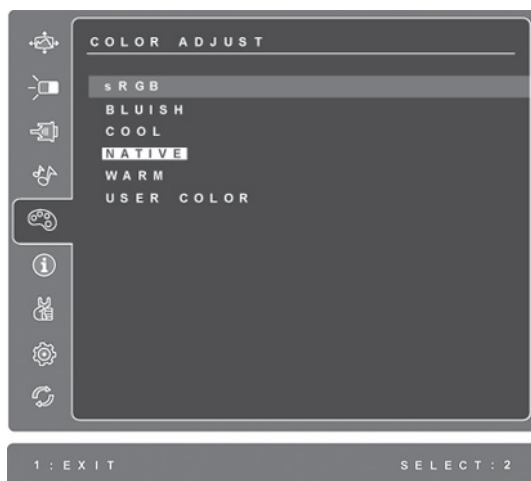 COLOR ADJUST
sRGB
BLUISH
COOL
NATIVE
WARM
USER COLOR
1:EXIT SELECT:2